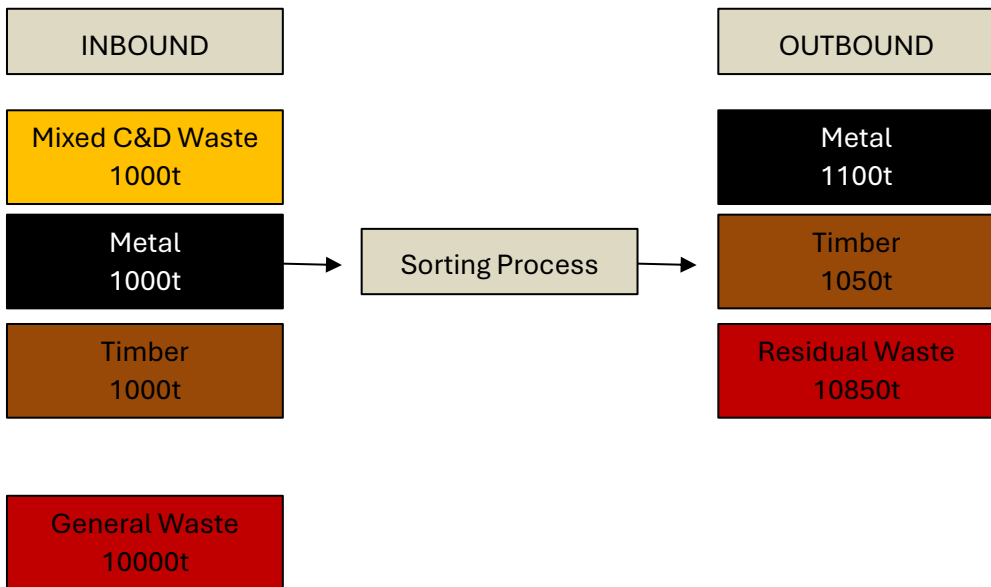 INBOUND
Mixed C&D Waste
1000t
Metal
1000t
Timber
1000t
General Waste
10000t
Sorting Process
OUTBOUND
Metal
1100t
Timber
1050t
Residual Waste
10850t